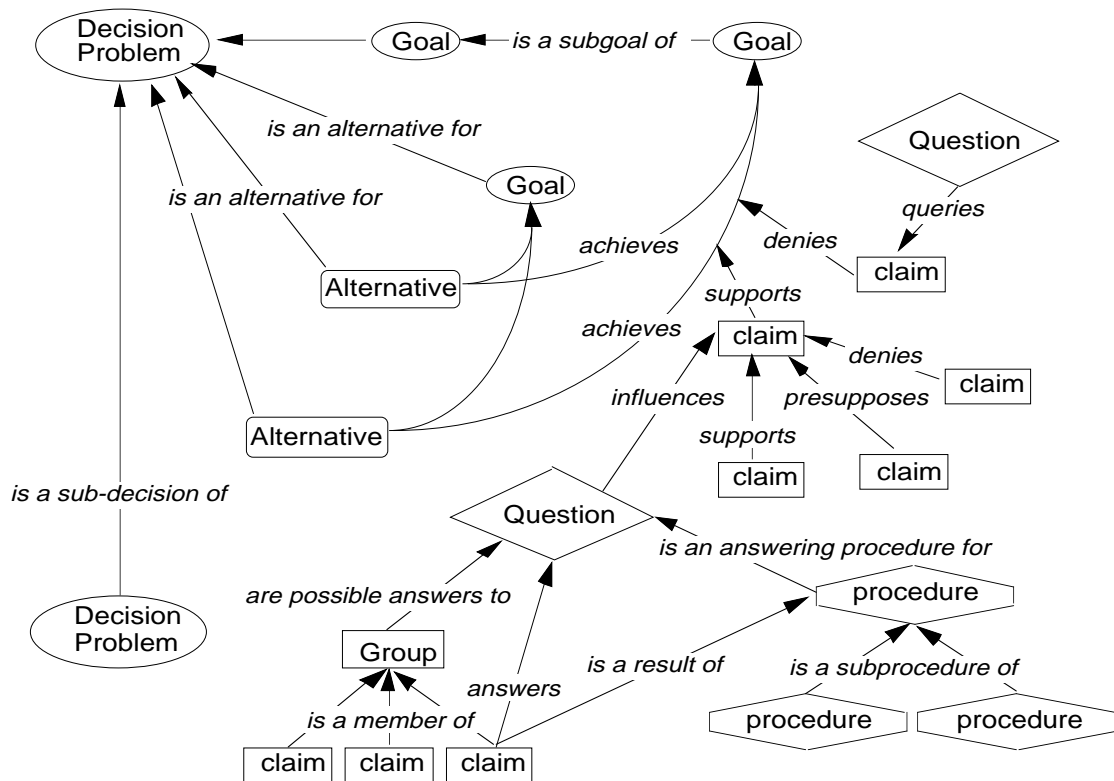 Decision
Problem
Goal
is a subgoal of
Goal
is an alternative for
Question
is an alternative for
Goal
queries
achieves
denies
claim
Alternative
supports
achieves
claim
denies
claim
influences
presupposes
Alternative
supports
claim
claim
is a sub-decision of
Question
is an answering procedure for
are possible answers to
procedure
Decision
Problem
Group
is a result of
is a subprocedure of
answers
is a member of
procedure
procedure
claim
claim
claim